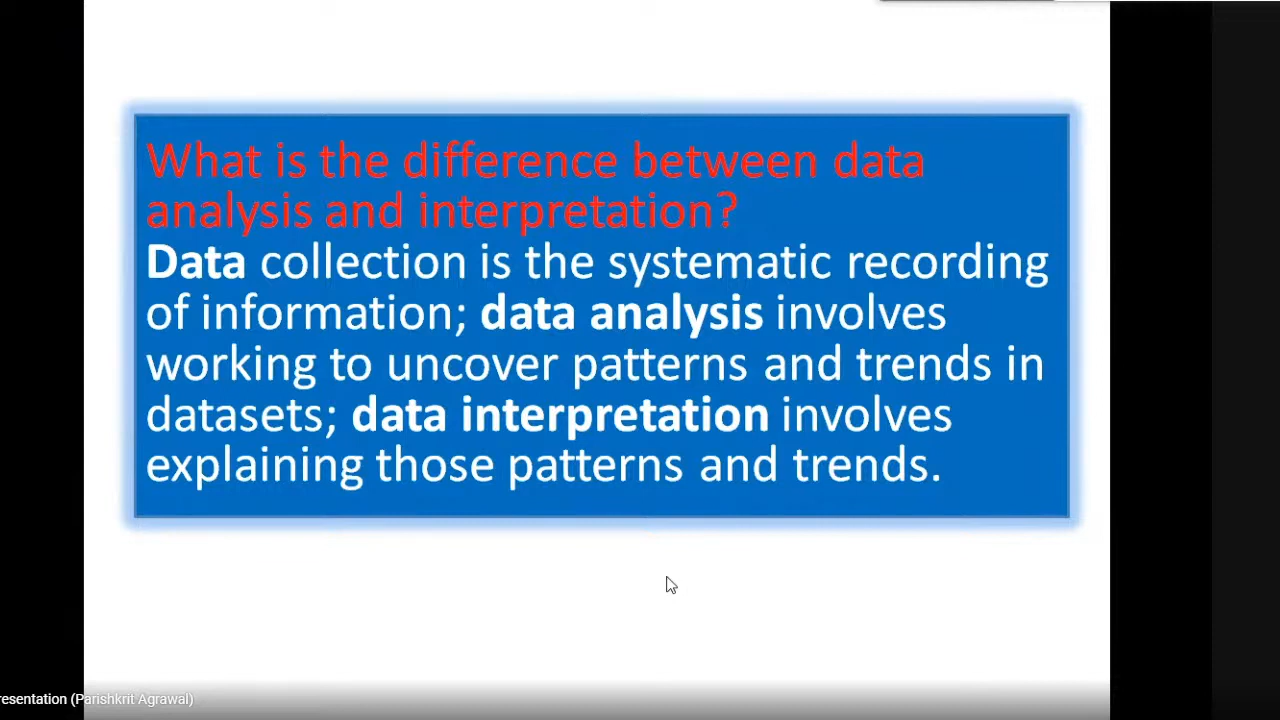 What is the difference between data
analysis and interpretation?
Data collection is the systematic recording
of information; data analysis involves
working to uncover patterns and trends in
datasets; data interpretation involves
explaining those patterns and trends.
resentation (Parishkrit Agrawal)